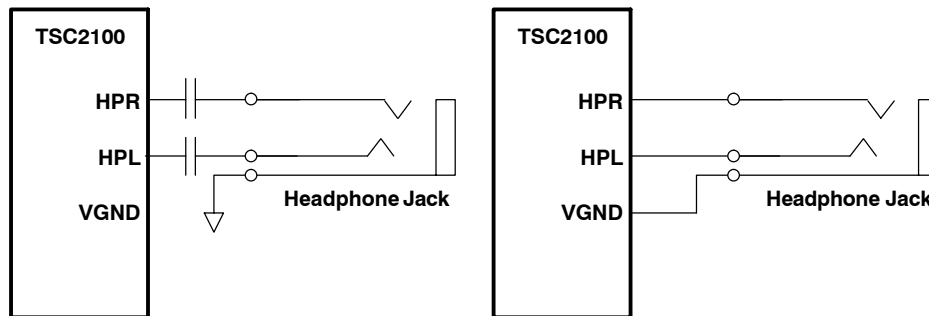 TSC2100
HPR
HPL
VGND
Headphone Jack
TSC2100
HPR
HPL
VGND
Headphone Jack